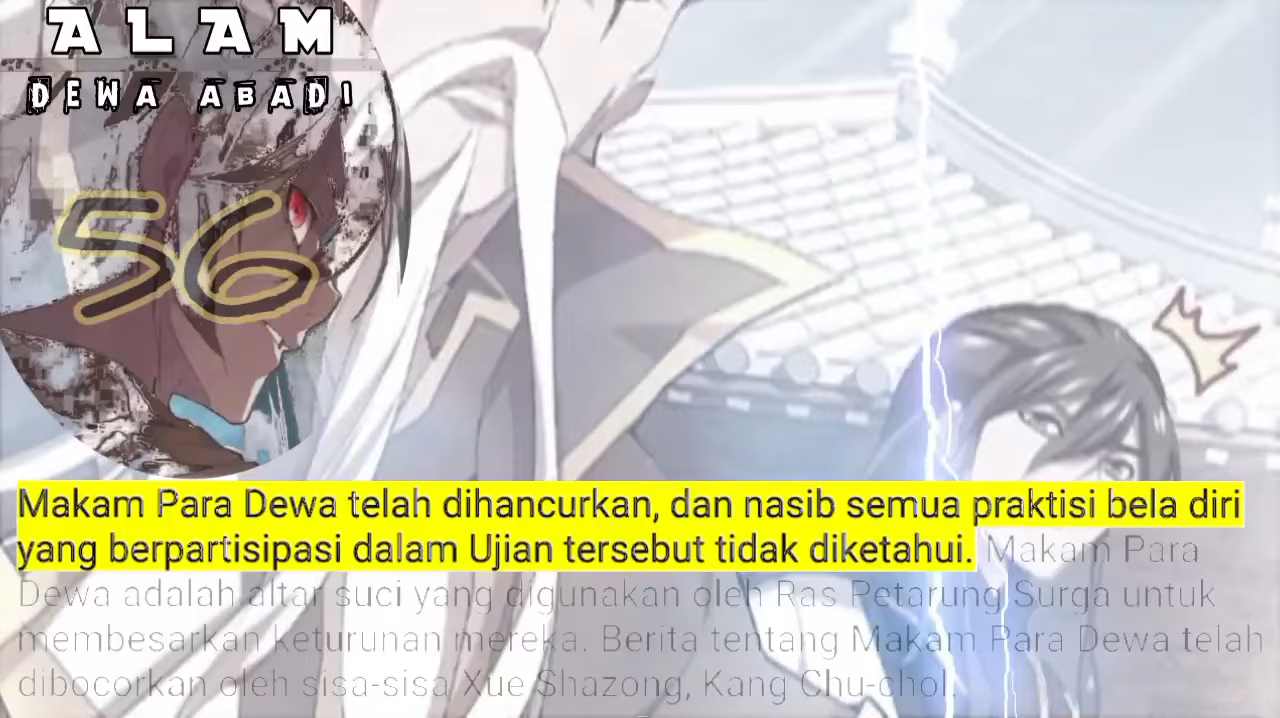 ALAM
DEWA ABADI
56
Makam Para Dewa telah dihancurkan, dan nasib semua praktisi bela diri
yang berpartisipasi dalam Ujian tersebut tidak diketahui. Makam Para
Dewa adalah altar suci yang digunakan oleh Ras Petarung Surga untuk
membesarkan keturunan mereka. Berita tentang Makam Para Dewa telah
dibocorkan oleh sisa-sisa Xue Shazong, Kang Chu-chol.